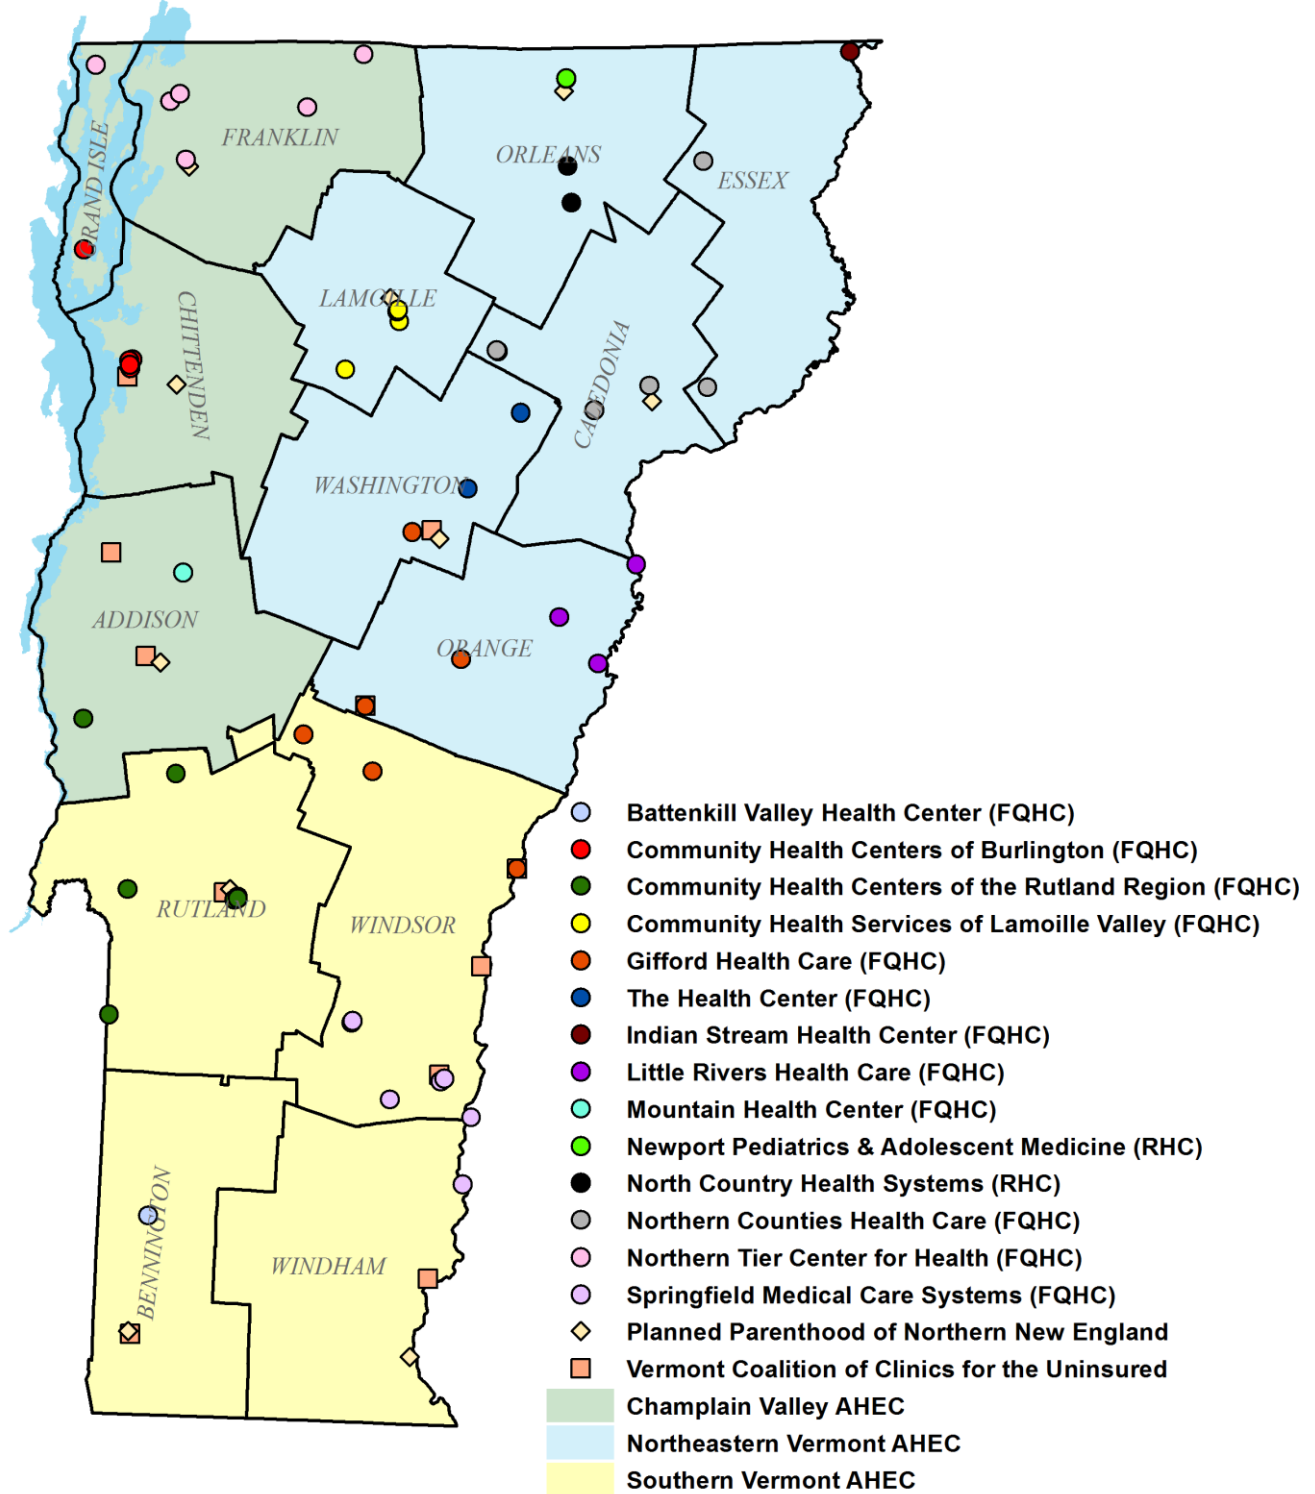 FRANKLIN
GRAND ISLE
ORLEANS
ESSEX
LAMOILLE
CHITTENDEN
CALEDONIA
WASHINGTON
ADDISON
ORANGE
RUTLAND
WINDSOR
BENNINGTON
WINDHAM
Battenkill Valley Health Center (FQHC)
Community Health Centers of Burlington (FQHC)
Community Health Centers of the Rutland Region (FQHC)
Community Health Services of Lamoille Valley (FQHC)
Gifford Health Care (FQHC)
The Health Center (FQHC)
Indian Stream Health Center (FQHC)
Little Rivers Health Care (FQHC)
Mountain Health Center (FQHC)
Newport Pediatrics & Adolescent Medicine (RHC)
North Country Health Systems (RHC)
Northern Counties Health Care (FQHC)
Northern Tier Center for Health (FQHC)
Springfield Medical Care Systems (FQHC)
Planned Parenthood of Northern New England
Vermont Coalition of Clinics for the Uninsured
Champlain Valley AHEC
Northeastern Vermont AHEC
Southern Vermont AHEC